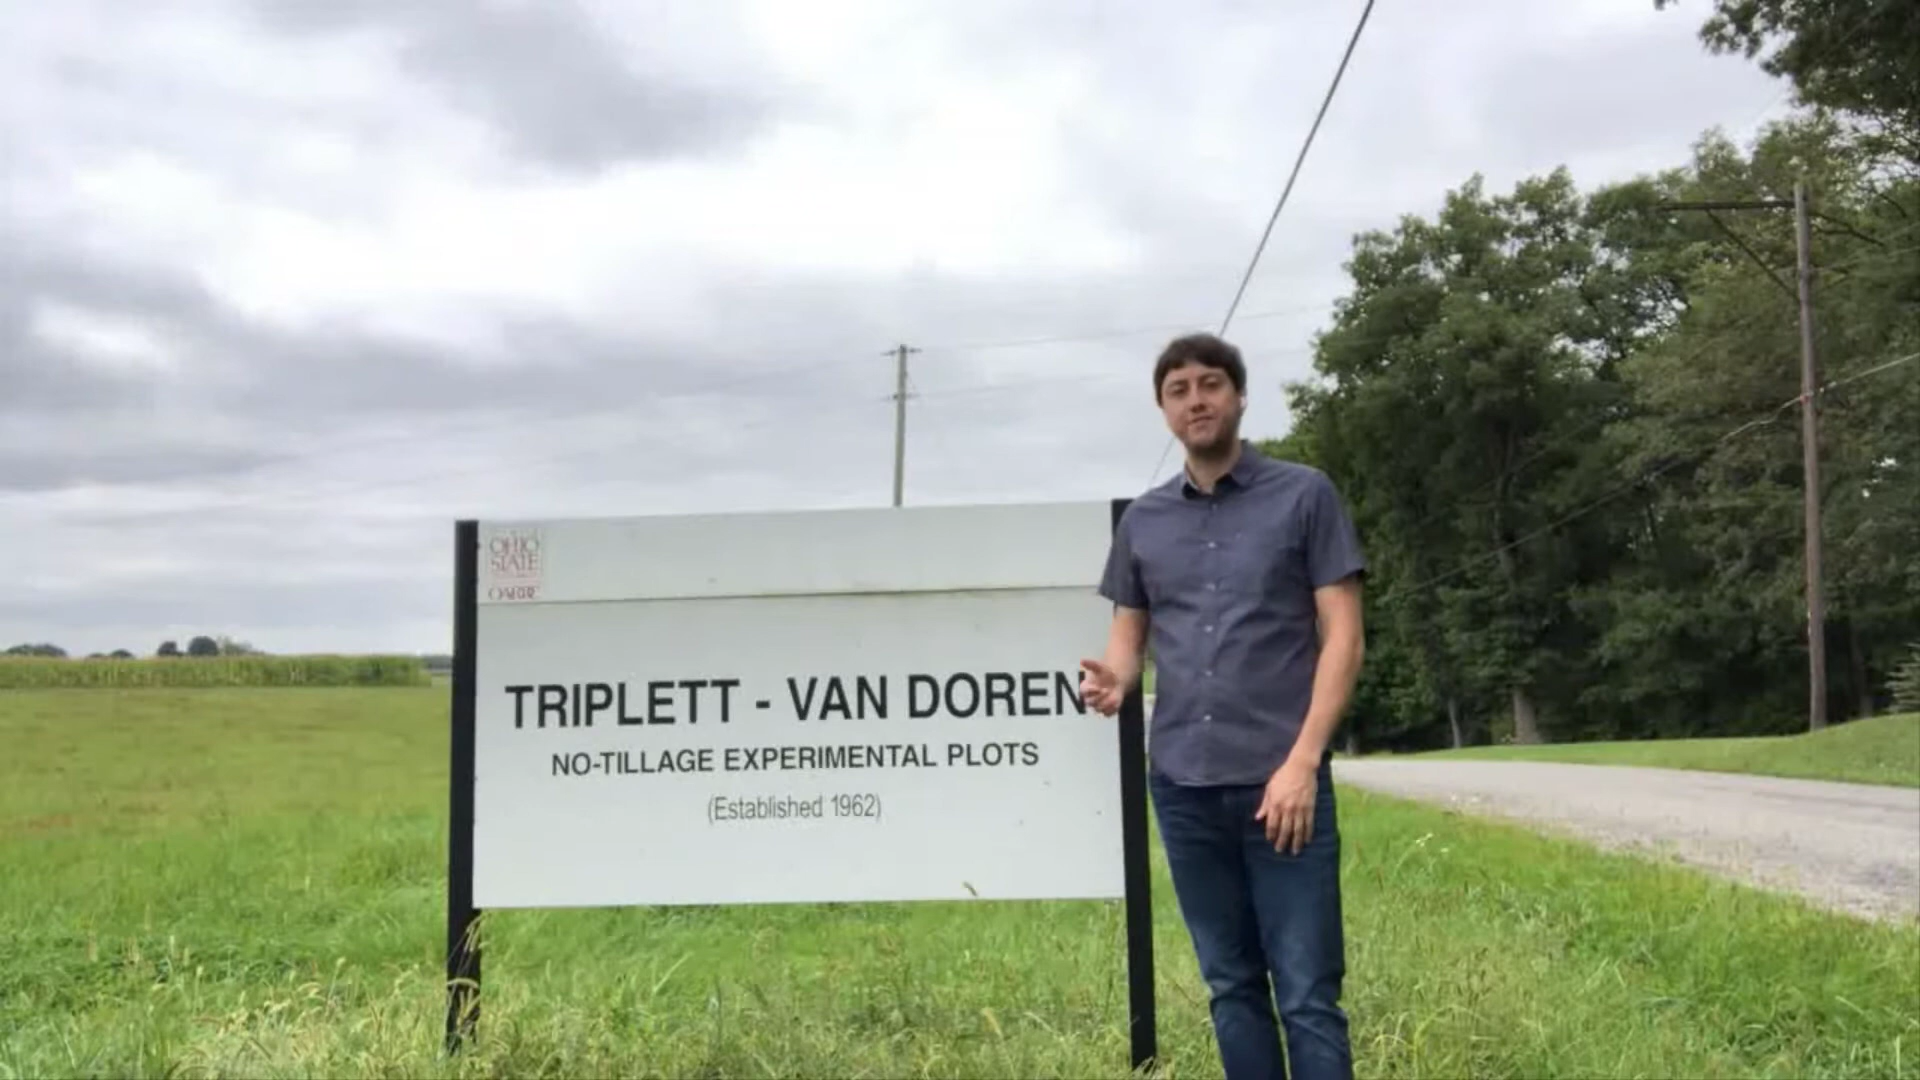 OHIO
STATE
OARDC
TRIPLETT - VAN DOREN
NO-TILLAGE EXPERIMENTAL PLOTS
(Established 1962)